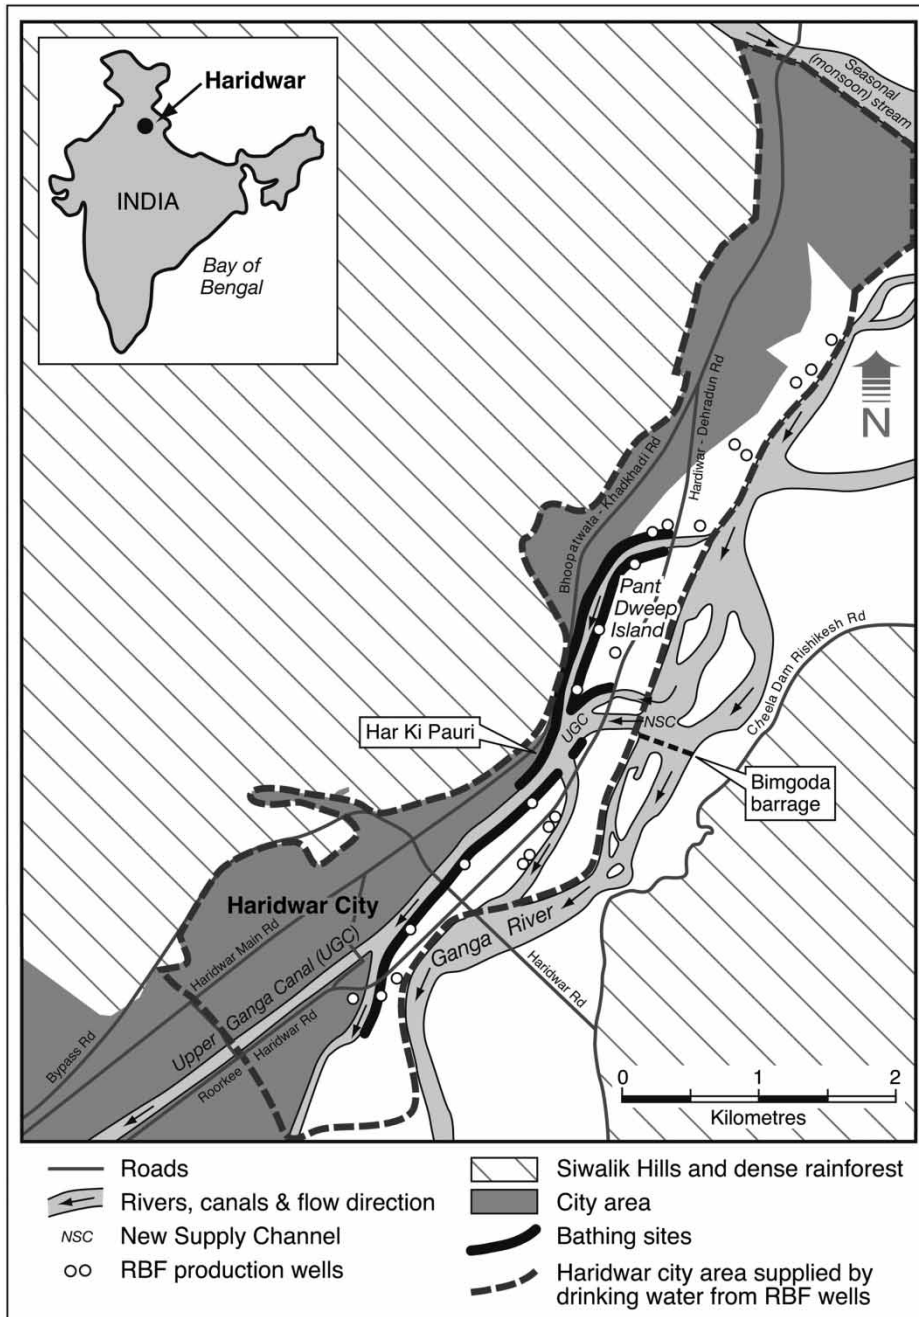 Haridwar
INDIA
Bay of
Bengal
Seasonal
(monsoon) stream
N
Hardiwar - Dehradun Rd
Bhoopatwata - Khadkhadi Rd
Pant
Dweep
Island
Cheela Dam Rishikesh Rd
Har Ki Pauri
UGC
NSC
Bimgoda
barrage
Haridwar City
Haridwar Main Rd
Ganga River
Haridwar Rd
Upper Ganga Canal (UGC)
Bypass Rd
Roorkee Haridwar Rd
0 1 2
Kilometres
Roads
Rivers, canals & flow direction
NSC New Supply Channel
RBF production wells
Siwalik Hills and dense rainforest
City area
Bathing sites
Haridwar city area supplied by
drinking water from RBF wells